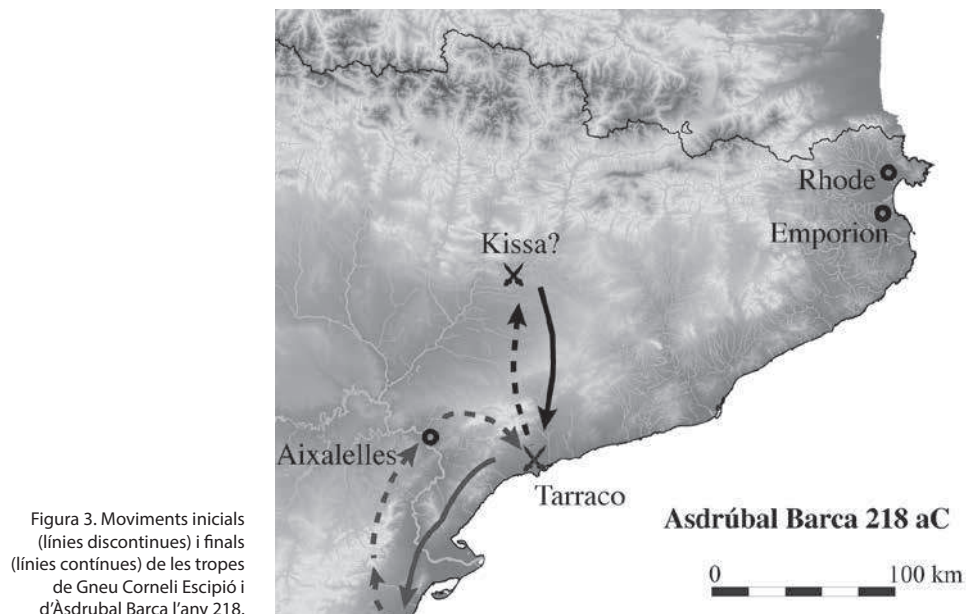 Rhode
Emporion
Kissa?
Aixalelles
Tarraco
Asdrúbal Barca 218 aC
0 100 km
Figura 3. Moviments inicials
(línies discontinues) i finals
(línies contínues) de les tropes
de Gneu Corneli Escipió i
d'Àsdrubal Barca l'any 218.